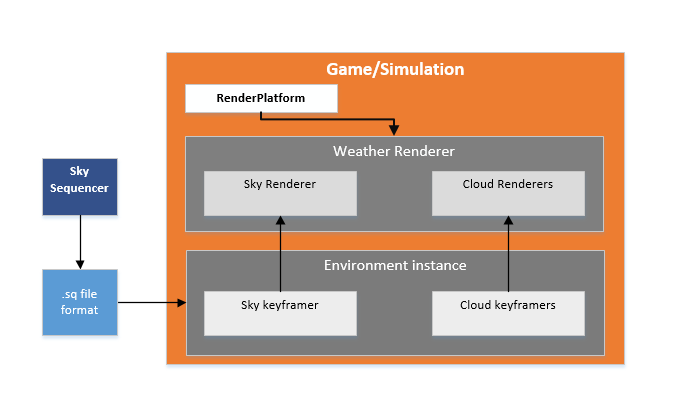 Game/Simulation
RenderPlatform
Weather Renderer
Sky
Sequencer
Sky Renderer
Cloud Renderers
Environment instance
.sq file
format
Sky keyframer
Cloud keyframers